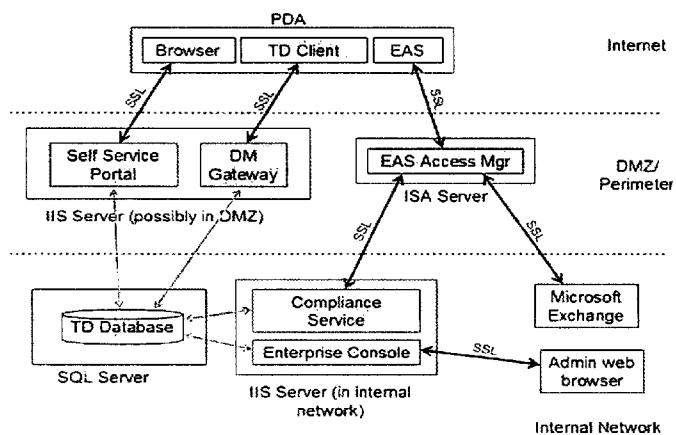 PDA
Browser
TD Client
EAS
Internet
SSL
SSL
SSL
Self Service
Portal
DM
Gateway
EAS Access Mgr
DMZ/
Perimeter
IIS Server (possibly in DMZ)
ISA Server
SSL
SSL
TD Database
SQL Server
Compliance
Service
Enterprise Console
IIS Server (in internal
network)
Microsoft
Exchange
SSL
Admin web
browser
Internal Network